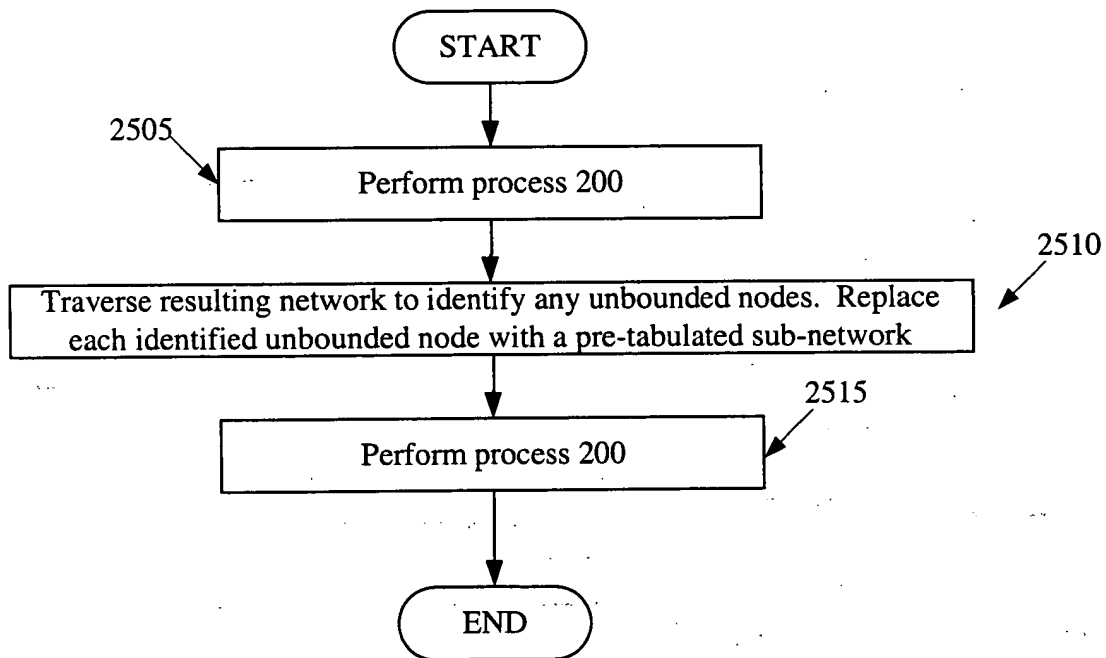 START
2505
Perform process 200
2510
Traverse resulting network to identify any unbounded nodes.  Replace
each identified unbounded node with a pre-tabulated sub-network
2515
Perform process 200
END